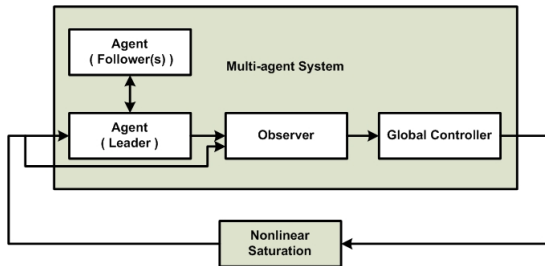 Agent
( Follower(s) )
Multi-agent System
Agent
( Leader )
Observer
Global Controller
Nonlinear
Saturation